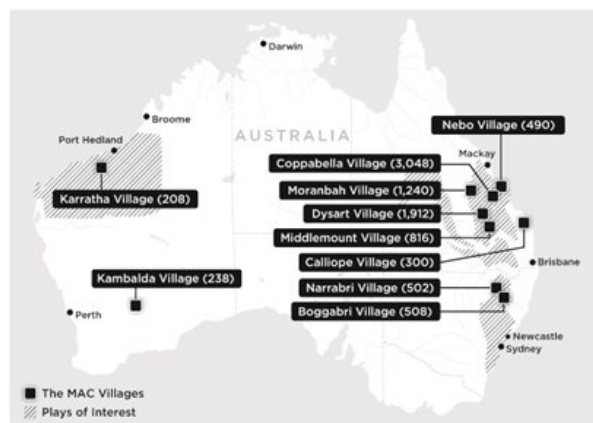 Darwin
Broome
Port Hedland
AUSTRALIA
Nebo Village (490)
Mackay
Coppabella Village (3,048)
Moranbah Village (1,240)
Karratha Village (208)
Dysart Village (1,912)
Middlemount Village (816)
Calliope Village (300)
Brisbane
Kambalda Village (238)
Narrabri Village (502)
Perth
Boggabri Village (508)
Newcastle
Sydney
The MAC Villages
Plays of Interest